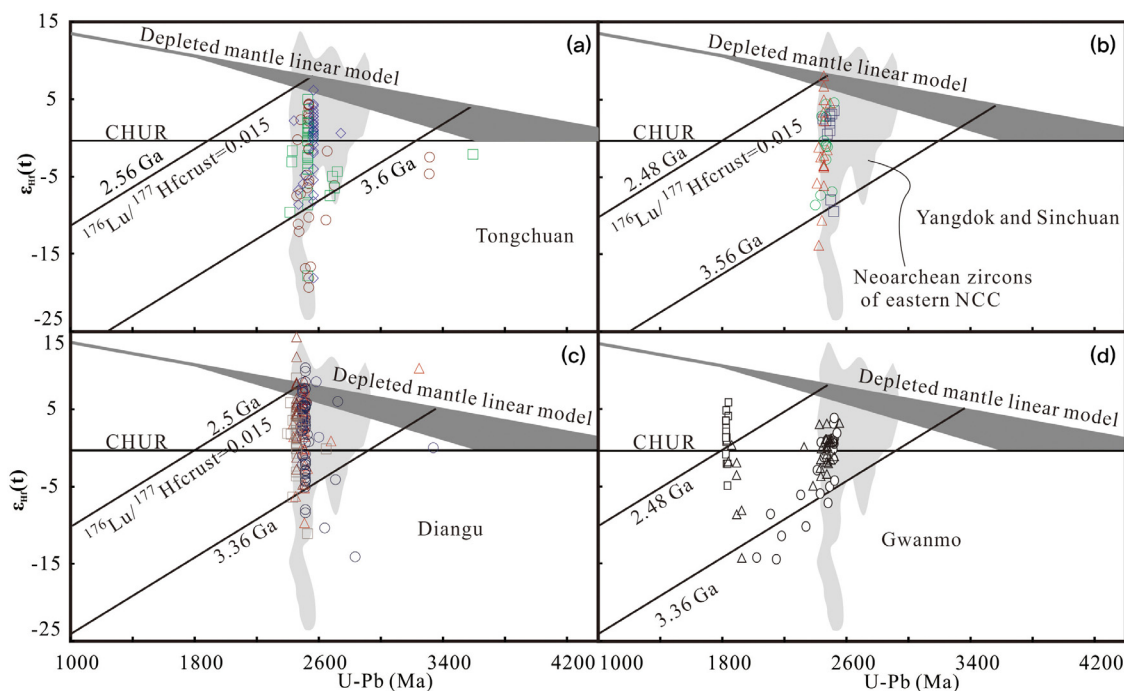 15
5
-5
-15
-25
εHf(t)
(a)
Depleted mantle linear model
CHUR
2.56 Ga
176Lu/177Hfcrust=0.015
3.6 Ga
Tongchuan
(b)
Depleted mantle linear model
CHUR
2.48 Ga
176Lu/177Hfcrust=0.015
3.56 Ga
Yangdok and Sinchuan
Neoarchean zircons
of eastern NCC
15
5
-5
-15
-25
εHf(t)
(c)
Depleted mantle linear model
CHUR
2.5 Ga
176Lu/177Hfcrust=0.015
3.36 Ga
Diangu
(d)
Depleted mantle linear model
CHUR
2.48 Ga
3.36 Ga
Gwanmo
1000 1800 2600 3400 4200
1000 1800 2600 3400 4200
U-Pb (Ma)
U-Pb (Ma)